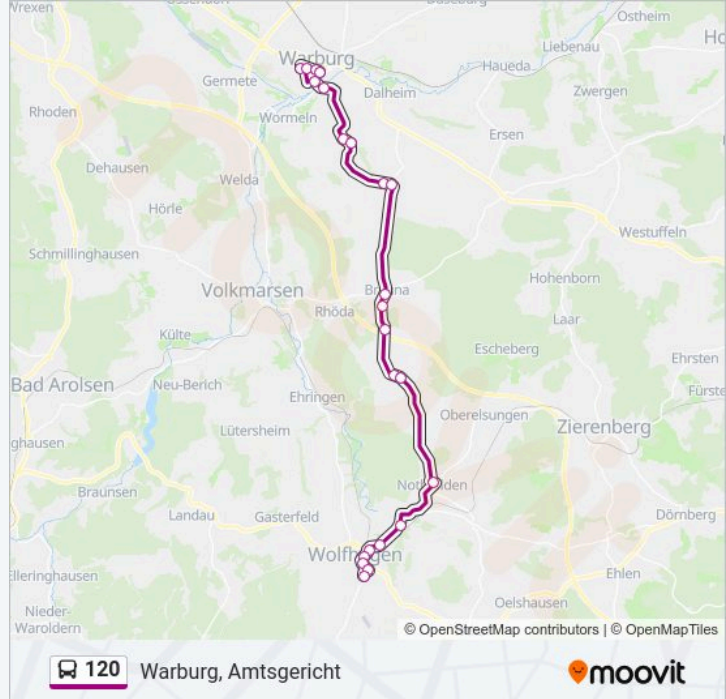 Wrexen
Ostheim
Warburg
Liebenau
Haueda
Germete
Zwergen
Dalheim
Rhoden
Wormeln
Ersen
Dehausen
Welda
Hörle
Westuffeln
Schmillinghausen
Hohenborn
Volkmarsen
Rhöda
Laar
Külte
Escheberg
Ehrsten
Bad Arolsen
Neu-Berich
Ehringen
Oberelsungen
Zierenberg
Lütersheim
ghausen
Braunsen
Landau
Gasterfeld
Dörnberg
Ehlen
Elleringhausen
Oelshausen
Nieder-
Waroldern
© OpenStreetMap contributors | © OpenMapTiles
120 Warburg, Amtsgericht
moovit